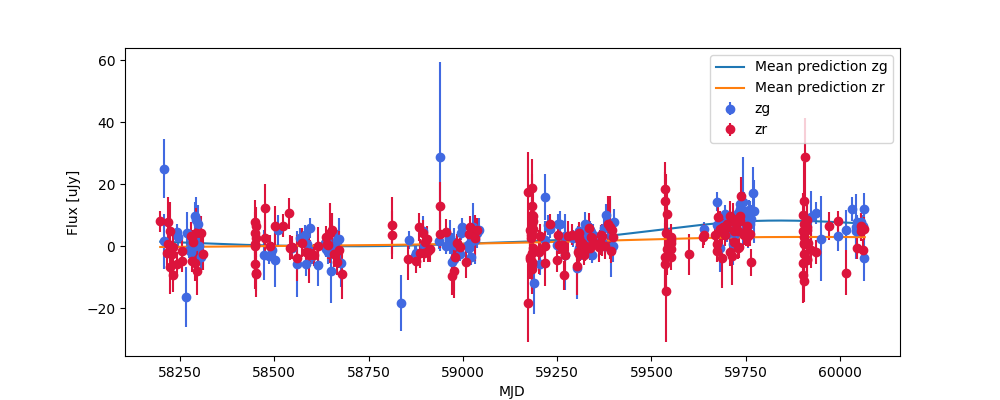 60
40
20
0
−20
Flux [uJy]
58250 58500 58750 59000 59250 59500 59750 60000
MJD
Mean prediction zg
Mean prediction zr
zg
zr